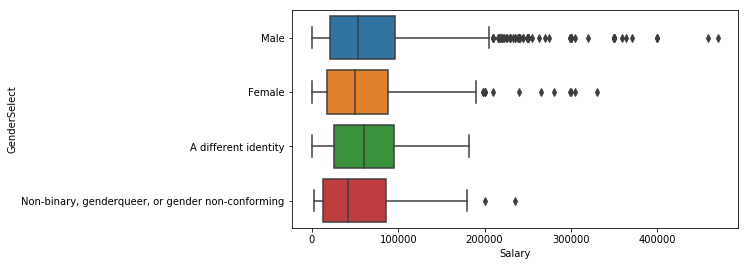 Male
Female
GenderSelect
A different identity
Non-binary, genderqueer, or gender non-conforming
0 100000 200000 300000 400000
Salary